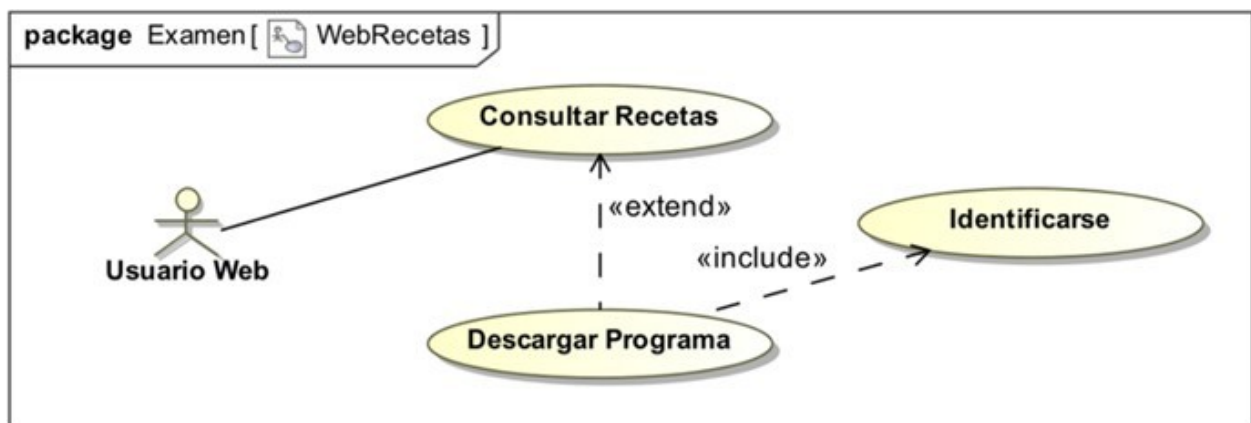 package Examen [ WebRecetas ]
Consultar Recetas
«extend»
Identificarse
«include»
Usuario Web
Descargar Programa